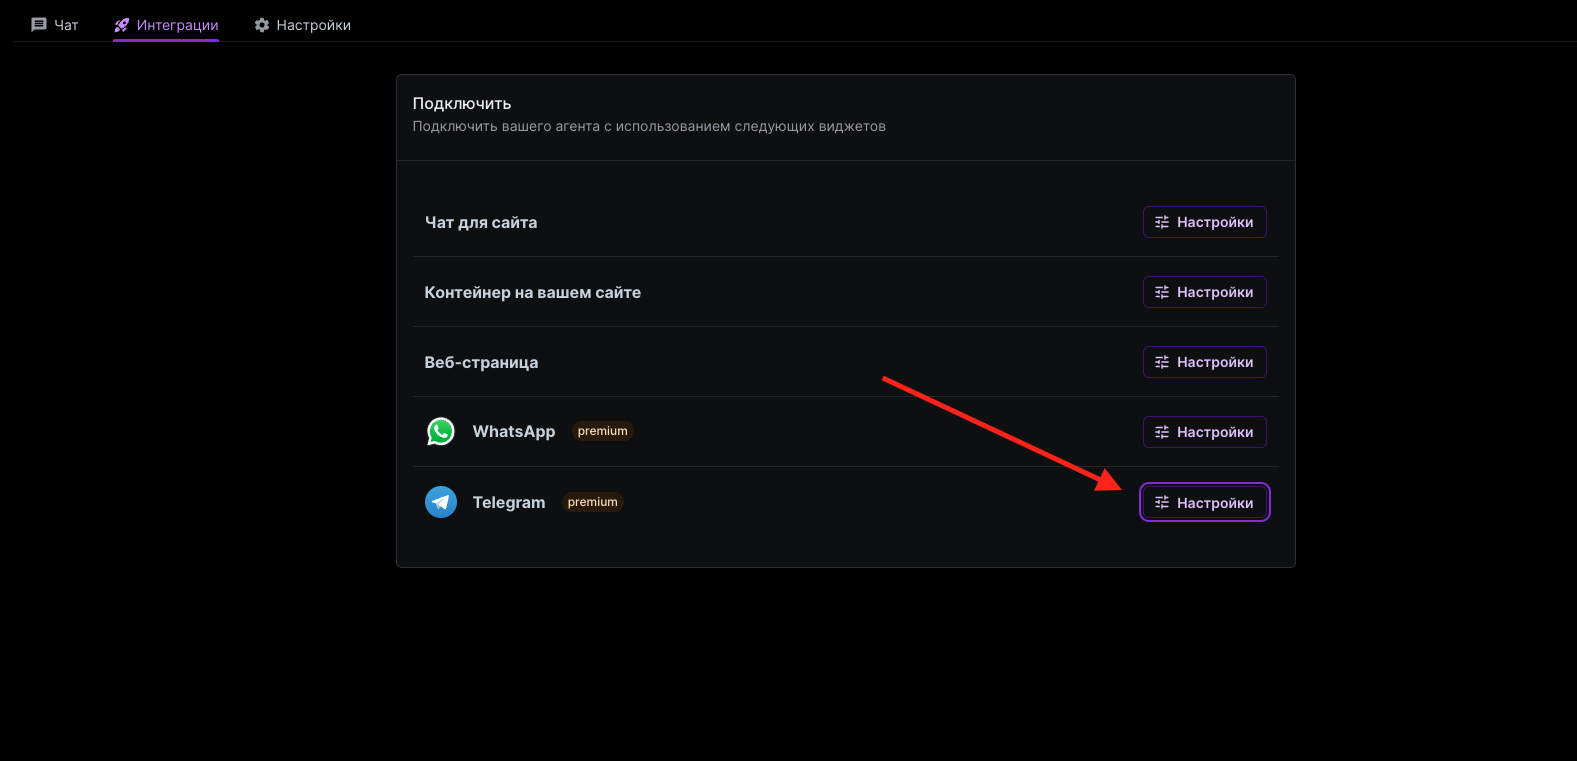 Чат
Интеграции
Настройки
Подключить
Подключить вашего агента с использованием следующих виджетов
Чат для сайта
Настройки
Контейнер на вашем сайте
Настройки
Веб-страница
Настройки
WhatsApp premium
Настройки
Telegram premium
Настройки